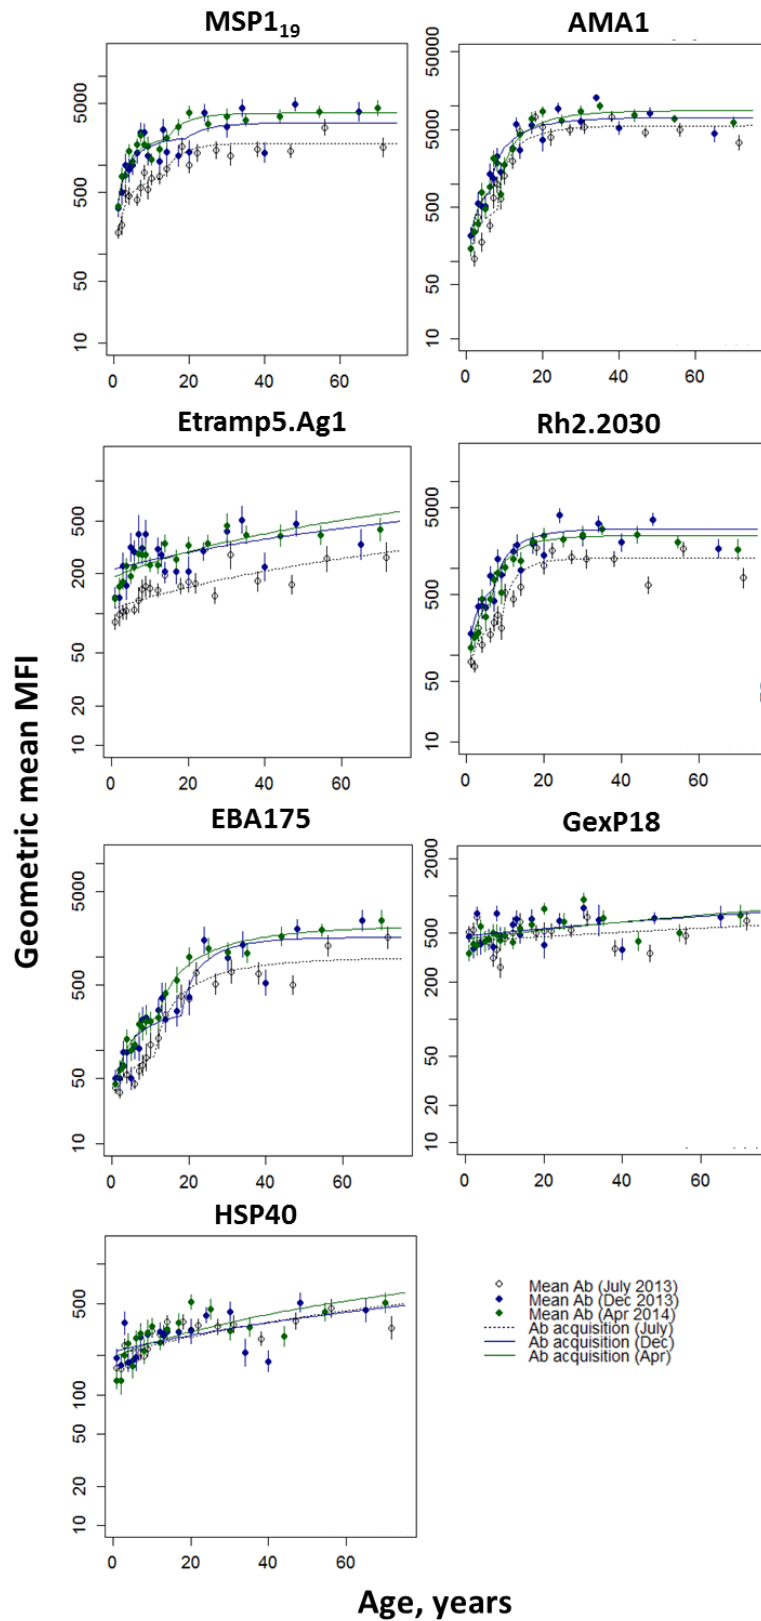 MSP1₁₉ AMA1
5000
500
50
10
0 20 40 60
50000
5000
500
50
10
0 20 40 60
Etramp5.Ag1 Rh2.2030
500
200
50
20
10
0 20 40 60
5000
500
50
10
0 20 40 60
Geometric mean MFI
EBA175 GexP18
5000
500
50
10
0 20 40 60
2000
500
200
50
20
10
0 20 40 60
HSP40
500
100
50
20
10
0 20 40 60
Mean Ab (July 2013)
Mean Ab (Dec 2013)
Mean Ab (Apr 2014)
Ab acquisition (July)
Ab acquisition (Dec)
Ab acquisition (Apr)
Age, years